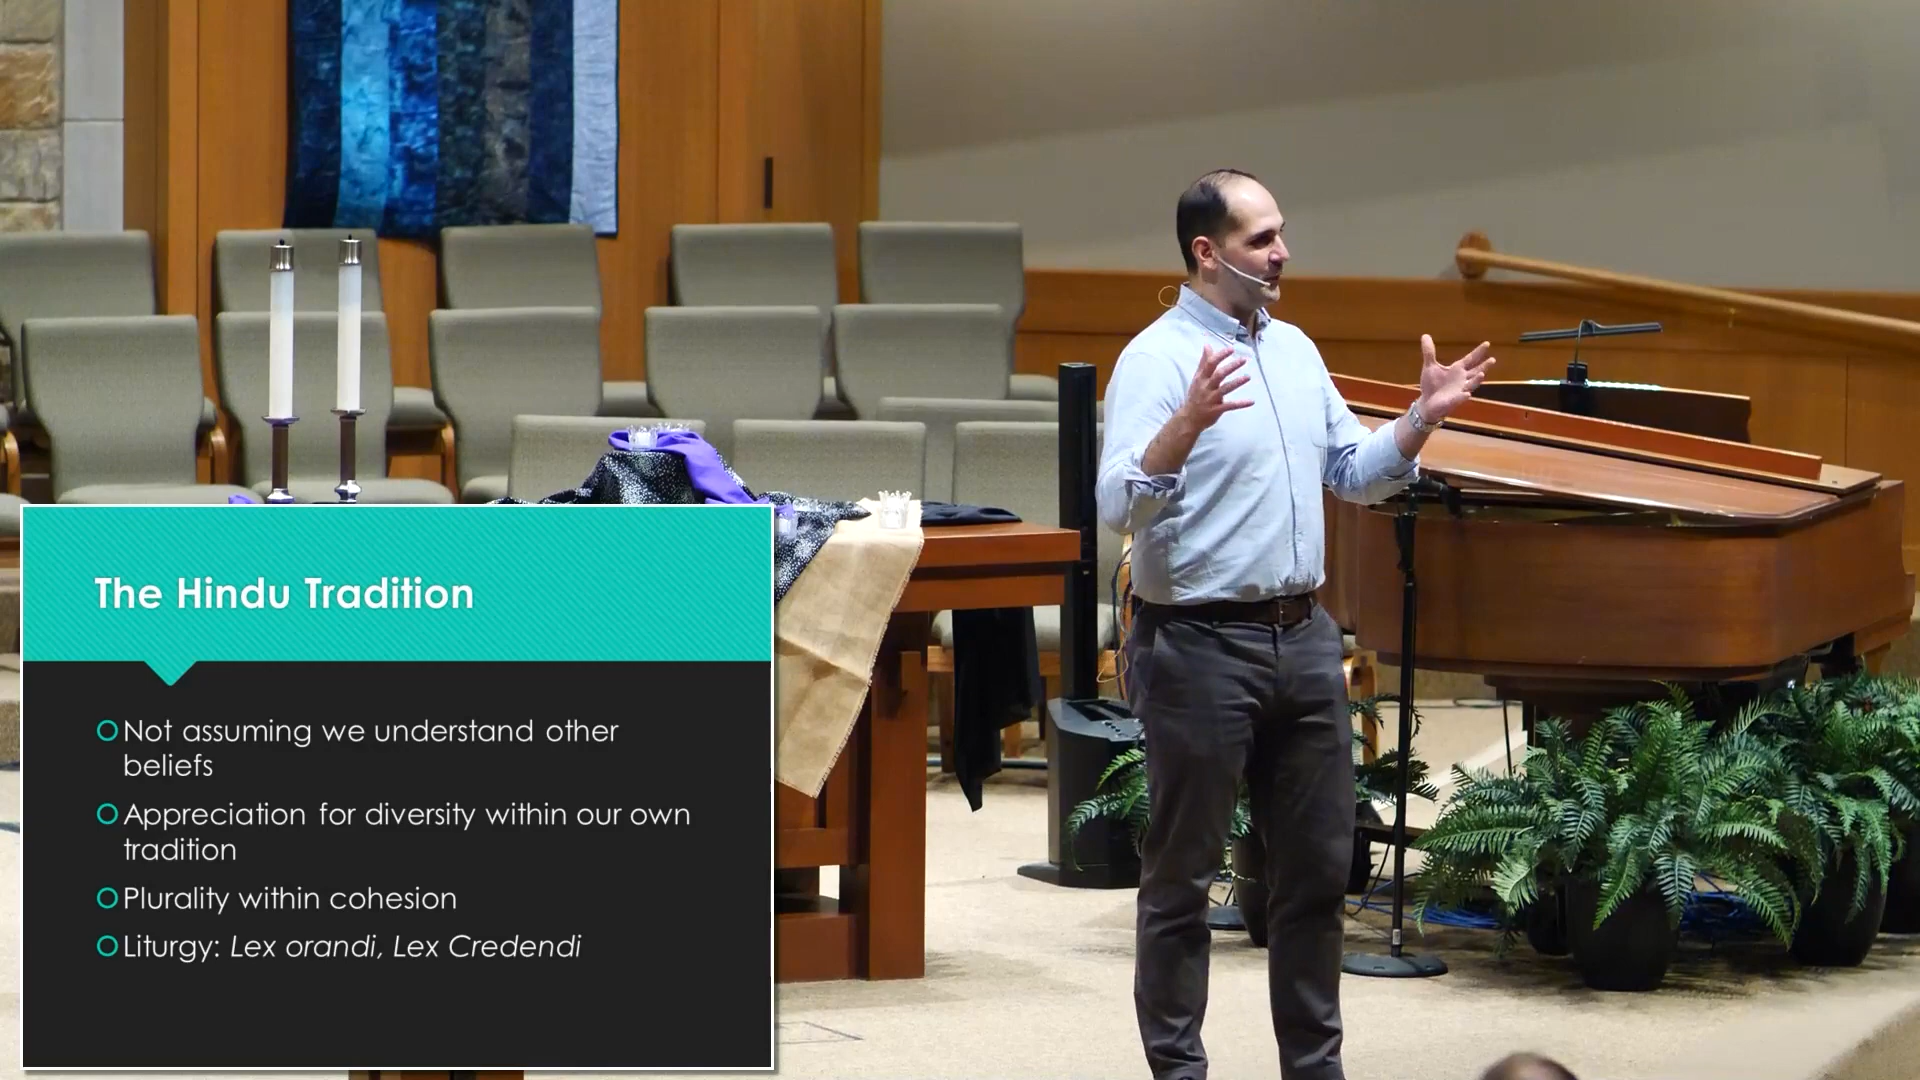 The Hindu Tradition
Not assuming we understand other
beliefs
Appreciation for diversity within our own
tradition
Plurality within cohesion
Liturgy: Lex orandi, Lex Credendi